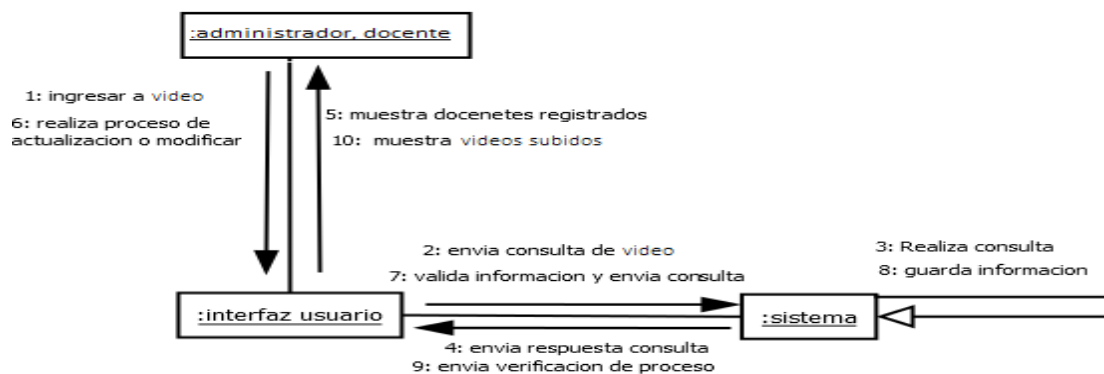 :administrador, docente
1: ingresar a video
6: realiza proceso de
actualizacion o modificar
5: muestra docenetes registrados
10: muestra videos subidos
2: envia consulta de video
7: valida informacion y envia consulta
3: Realiza consulta
8: guarda informacion
:interfaz usuario
:sistema
4: envia respuesta consulta
9: envia verificacion de proceso